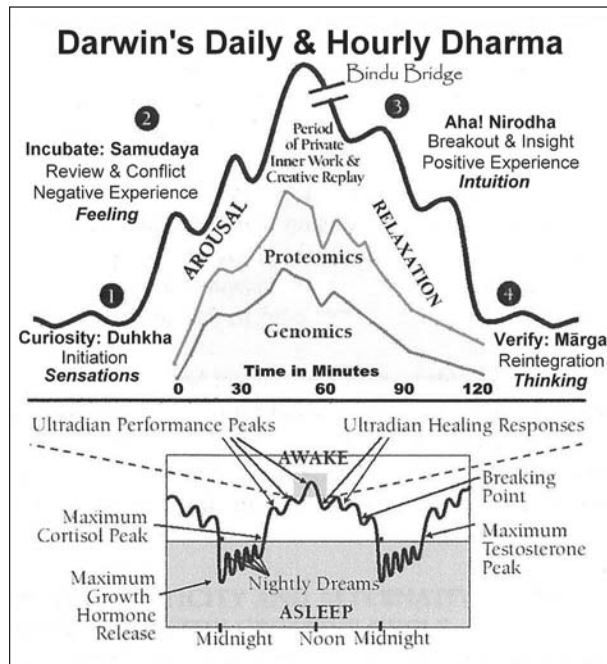 Darwin's Daily & Hourly Dharma
Bindu Bridge
2
Incubate: Samudaya
Review & Conflict
Negative Experience
Feeling
AROUSAL
Period
of Private
Inner Work &
Creative Replay
3
Aha! Nirodha
Breakout & Insight
Positive Experience
Intuition
RELAXATION
Proteomics
Genomics
1
Curiosity: Duhkha
Initiation
Sensations
4
Verify: Mārga
Reintegration
Thinking
Time in Minutes
0 30 60 90 120
Ultradian Performance Peaks
Ultradian Healing Responses
AWAKE
Maximum
Cortisol Peak
Breaking
Point
Maximum
Testosterone
Peak
Maximum
Growth
Hormone
Release
Nightly Dreams
ASLEEP
Midnight Noon Midnight